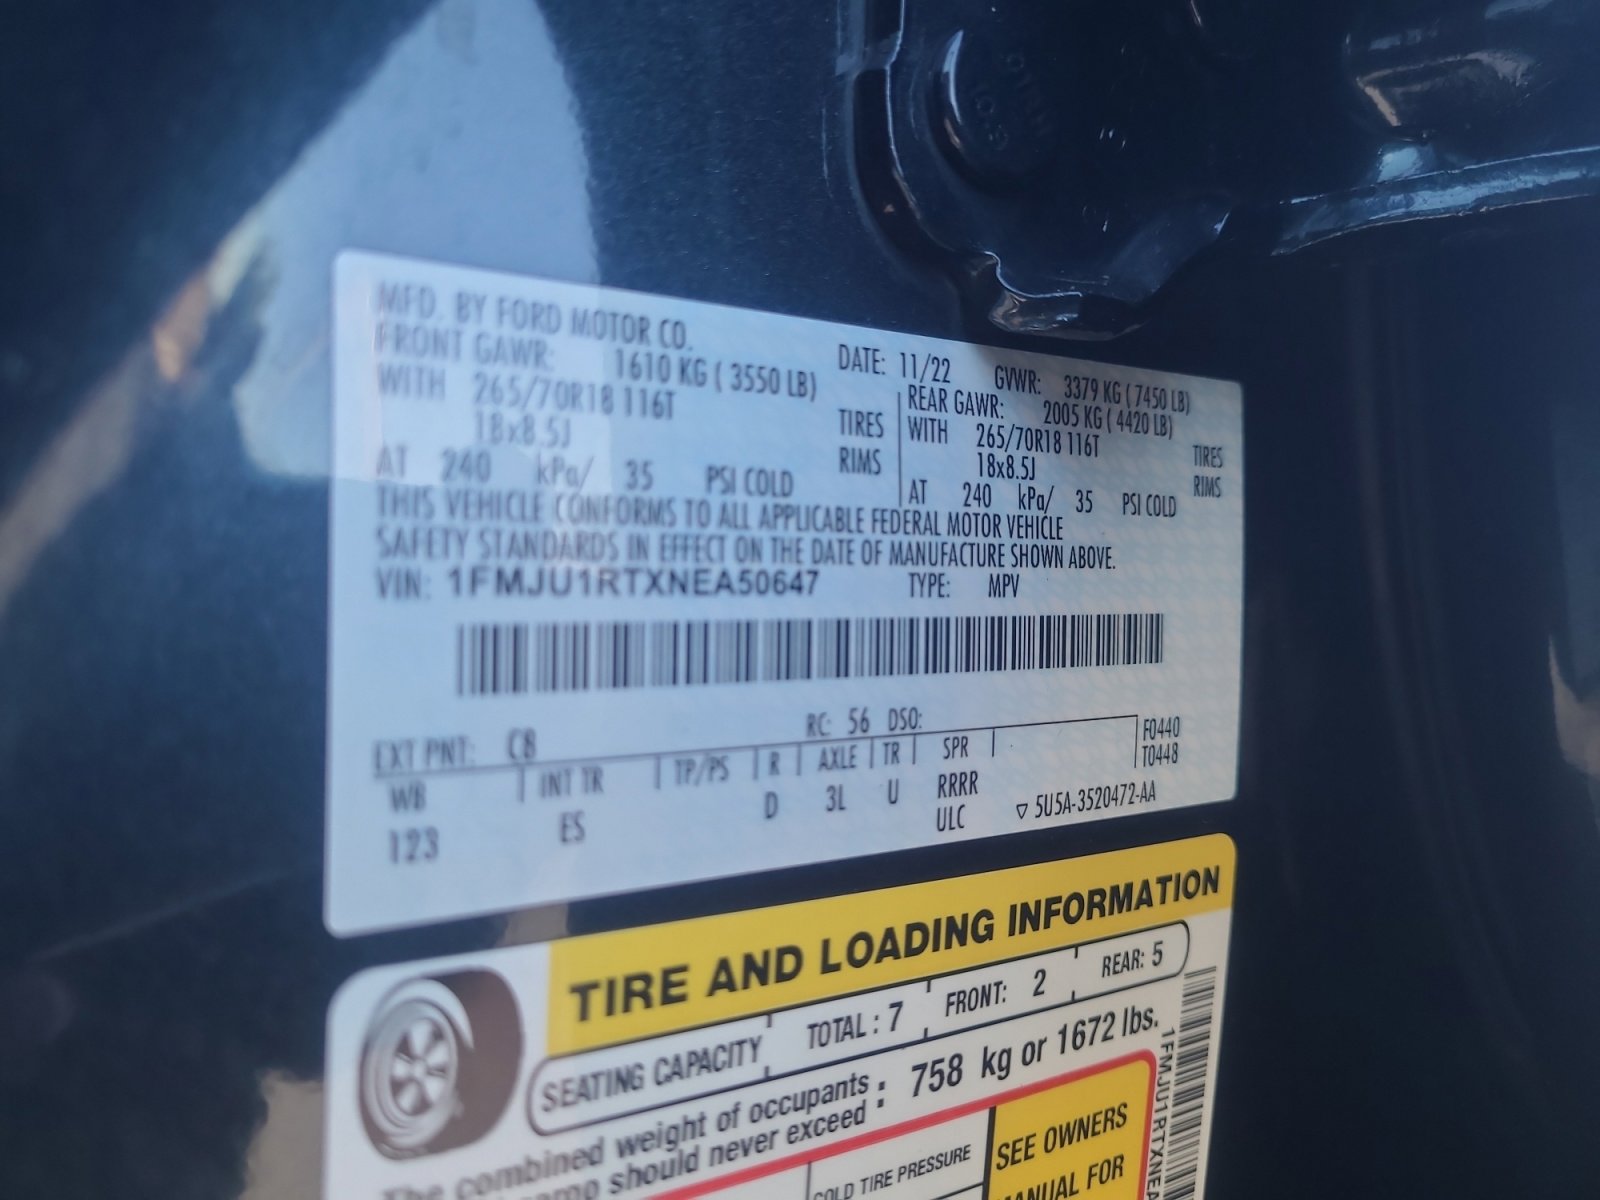 MFD. BY FORD MOTOR CO.
DATE: 11/22 GVWR: 3379 KG ( 7450 LB)
FRONT GAWR: 1610 KG ( 3550 LB)
WITH 265/70R18 116T TIRES
18x8.5J RIMS
AT 240 kPa/ 35 PSI COLD
REAR GAWR: 2005 KG ( 4420 LB)
WITH 265/70R18 116T TIRES
18x8.5J RIMS
AT 240 kPa/ 35 PSI COLD
THIS VEHICLE CONFORMS TO ALL APPLICABLE FEDERAL MOTOR VEHICLE
SAFETY STANDARDS IN EFFECT ON THE DATE OF MANUFACTURE SHOWN ABOVE.
VIN: 1FMJU1RTXNEA50647 TYPE: MPV
EXT PNT: C8 RC: 56 DSO:
F0440
WB INT TR TP/PS R AXLE TR SPR T0448
123 ES D 3L U RRRR
ULC ▽ 5U5A-3520472-AA
TIRE AND LOADING INFORMATION
SEATING CAPACITY TOTAL : 7 FRONT: 2 REAR: 5
The combined weight of occupants
should never exceed : 758 kg or 1672 lbs.
COLD TIRE PRESSURE
SEE OWNERS
MANUAL FOR
1FMJU1RTXNEA